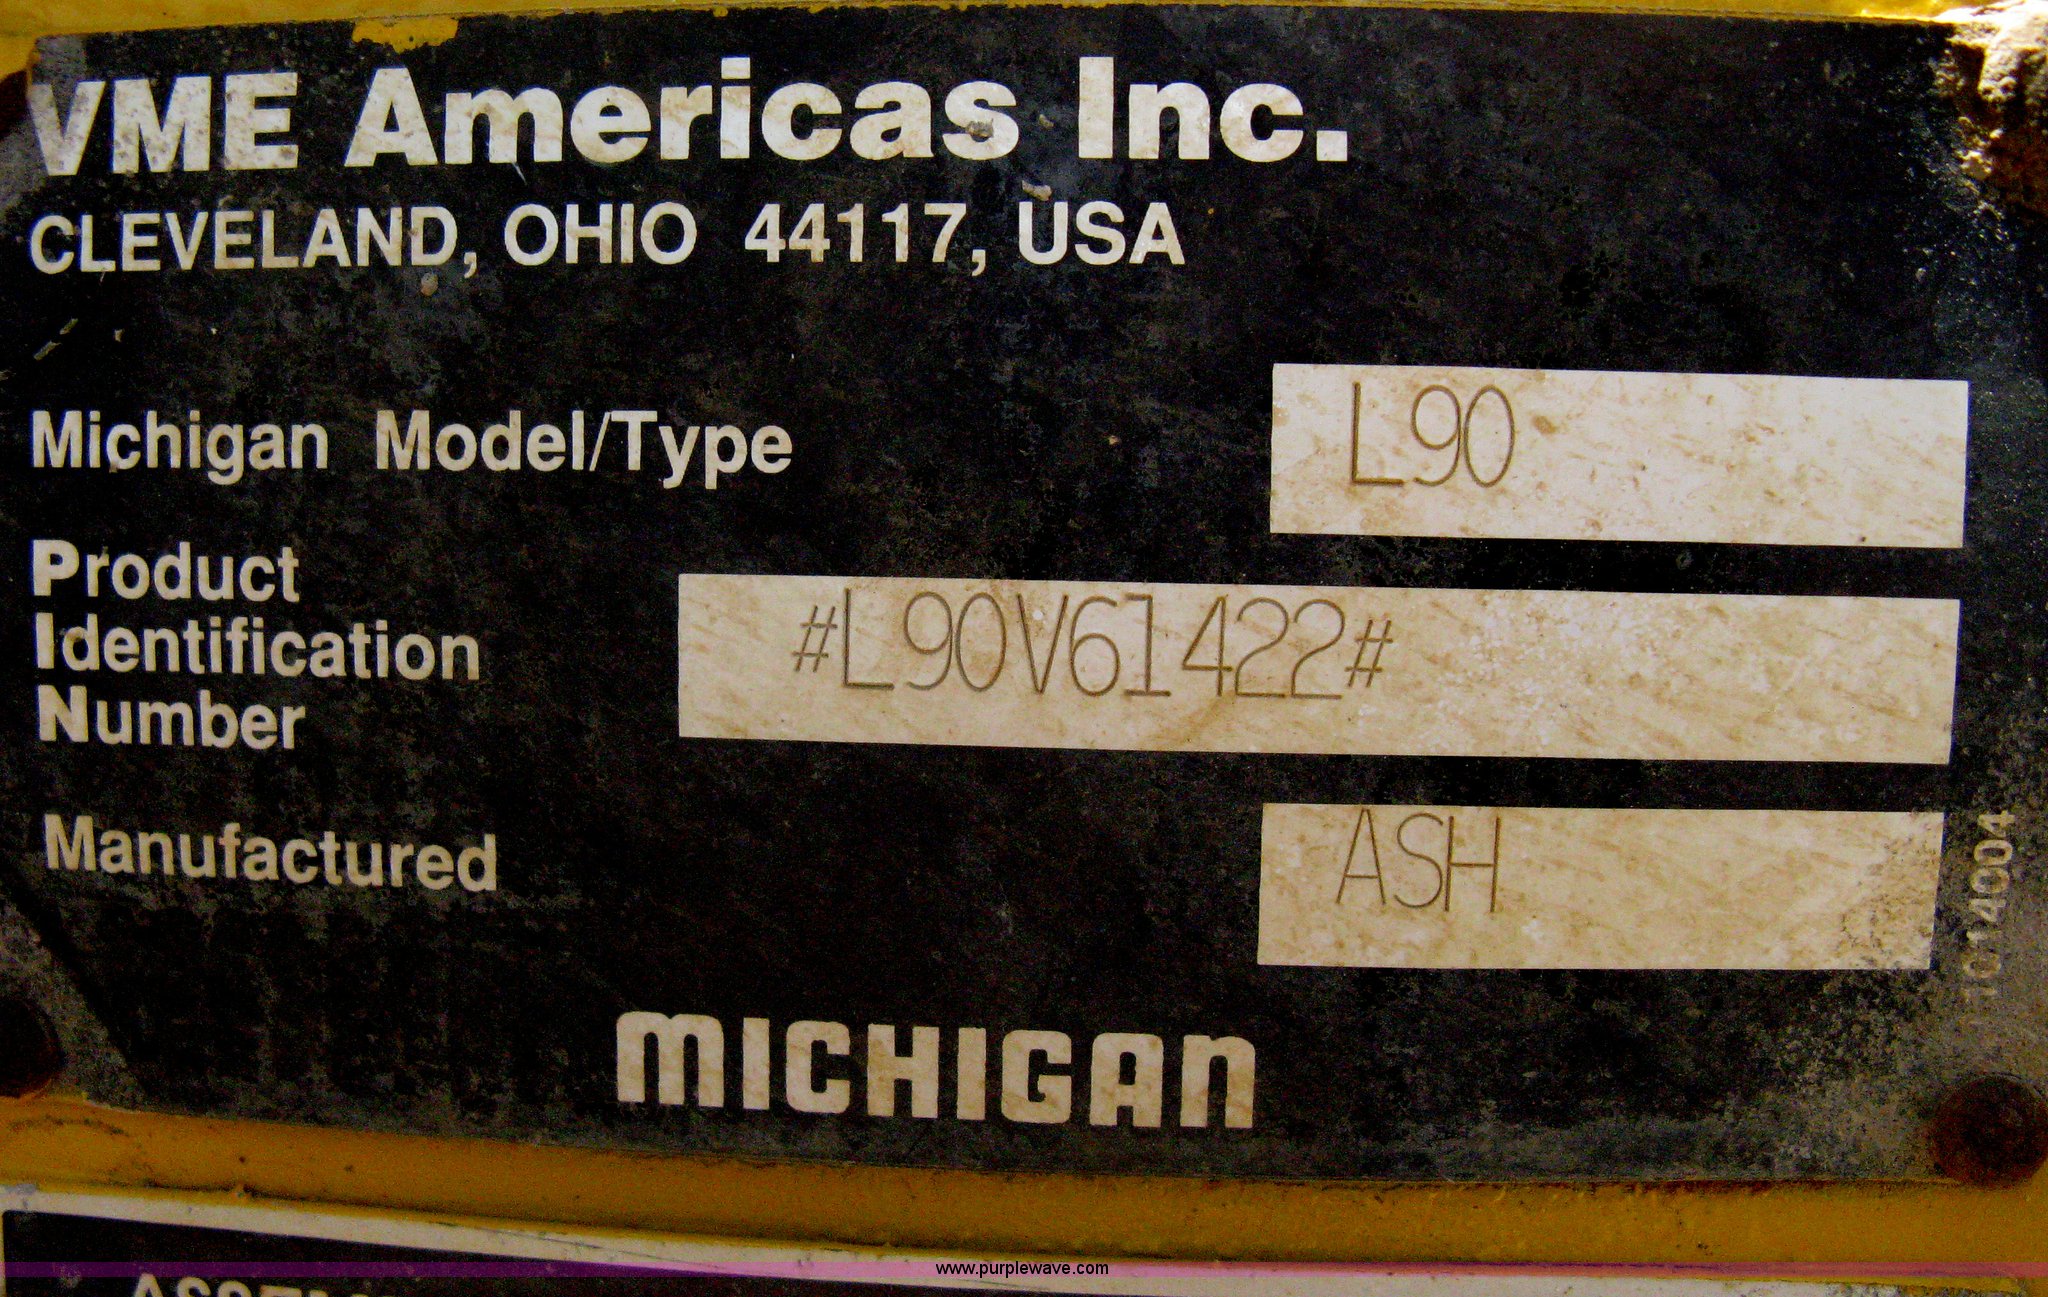 VME Americas Inc.
CLEVELAND, OHIO 44117, USA
Michigan Model/Type L90
Product
Identification
Number
#L90V61422#
Manufactured ASH
1014004
MICHIGAN
www.purplewave.com